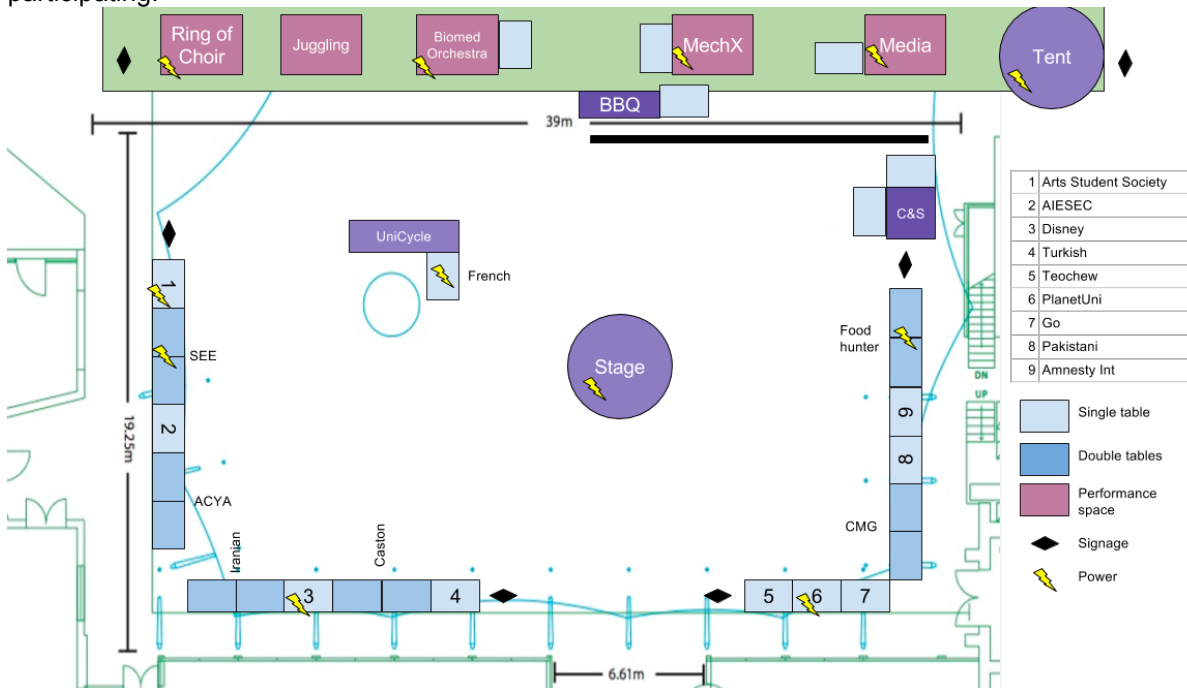 participating.
Ring of
Choir
Juggling
Biomed
Orchestra
MechX
Media
Tent
BBQ
39m
C&S
UniCycle
French
1
SEE
2
ACYA
19.25m
Stage
Food
hunter
9
8
CMG
Iranian
Caston
3
4
5
6
7
6.61m
DN
UP
1 Arts Student Society
2 AIESEC
3 Disney
4 Turkish
5 Teochew
6 PlanetUni
7 Go
8 Pakistani
9 Amnesty Int
Single table
Double tables
Performance
space
Signage
Power